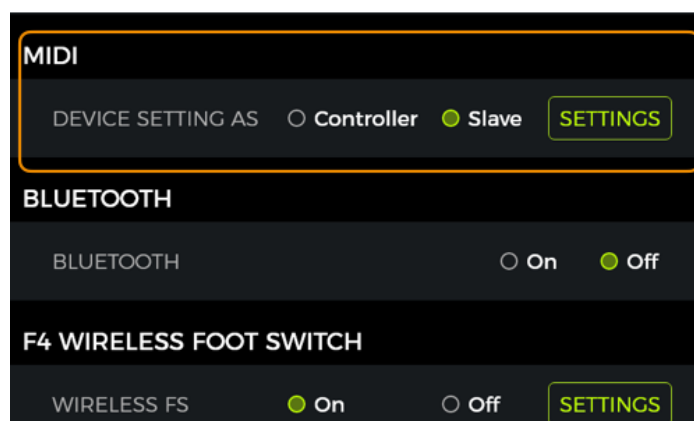 MIDI
DEVICE SETTING AS Controller Slave SETTINGS
BLUETOOTH
BLUETOOTH On Off
F4 WIRELESS FOOT SWITCH
WIRELESS FS On Off SETTINGS